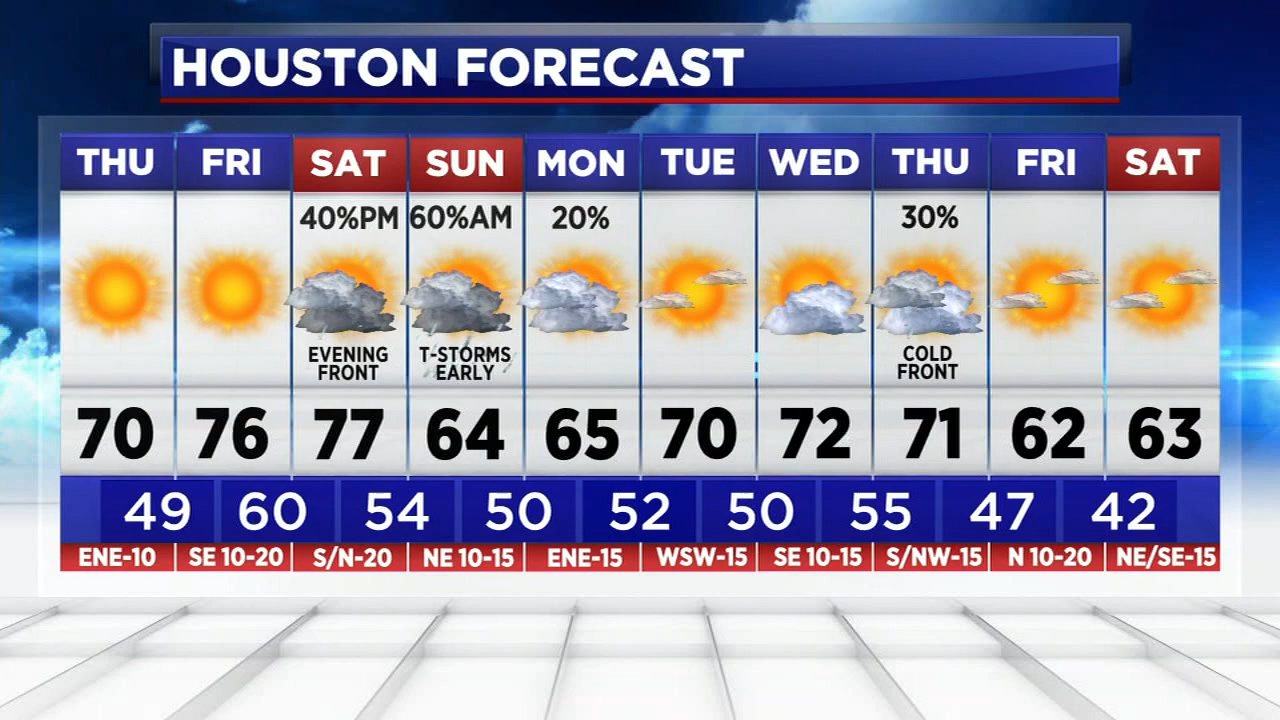 HOUSTON FORECAST
THU FRI SAT SUN MON TUE WED THU FRI SAT
40%PM 60%AM 20% 30%
EVENING T-STORMS COLD
FRONT EARLY FRONT
70 76 77 64 65 70 72 71 62 63
49 60 54 50 52 50 55 47 42
ENE-10 SE 10-20 S/N-20 NE 10-15 ENE-15 WSW-15 SE 10-15 S/NW-15 N 10-20 NE/SE-15